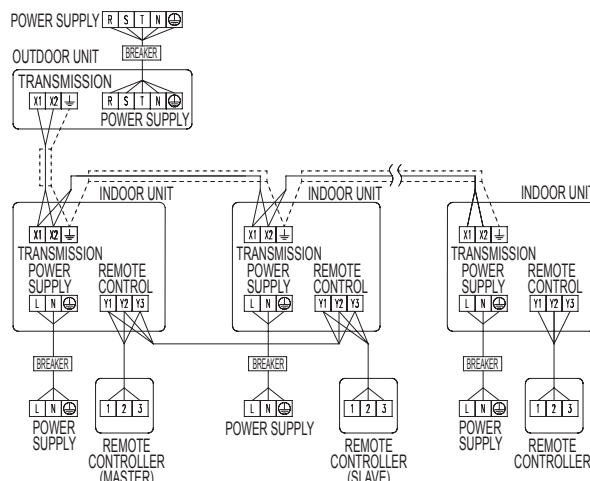 POWER SUPPLY R S T N
BREAKER
OUTDOOR UNIT
TRANSMISSION
X1 X2 R S T N
POWER SUPPLY
INDOOR UNIT INDOOR UNIT INDOOR UNIT
X1 X2 X1 X2 X1 X2
TRANSMISSION TRANSMISSION TRANSMISSION
POWER REMOTE POWER REMOTE POWER REMOTE
SUPPLY CONTROL SUPPLY CONTROL SUPPLY CONTROL
L N Y1 Y2 Y3 L N Y1 Y2 Y3 L N Y1 Y2 Y3
BREAKER BREAKER BREAKER
L N 1 2 3 L N 1 2 3 L N 1 2 3
POWER SUPPLY
POWER REMOTE REMOTE POWER REMOTE
SUPPLY CONTROLLER CONTROLLER SUPPLY CONTROLLER
(MASTER) (SLAVE)